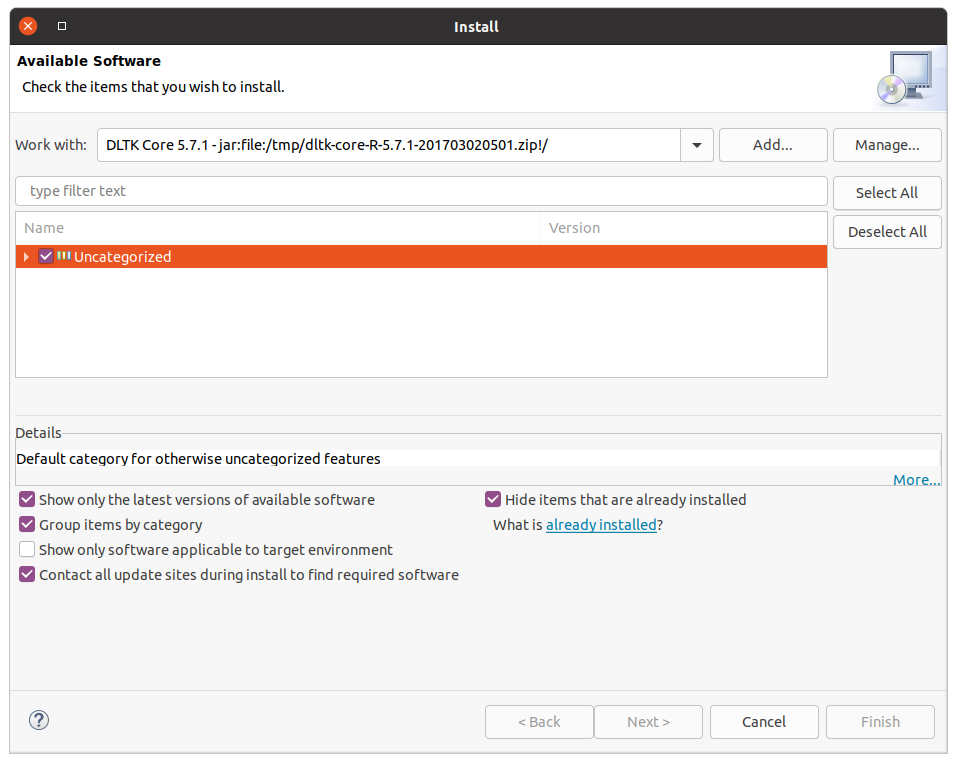 Install
Available Software
Check the items that you wish to install.
Work with: DLTK Core 5.7.1 - jar:file:/tmp/dltk-core-R-5.7.1-201703020501.zip!/ Add... Manage...
type filter text Select All
Name Version Deselect All
Uncategorized
Details
Default category for otherwise uncategorized features
More...
Show only the latest versions of available software Hide items that are already installed
Group items by category What is already installed?
Show only software applicable to target environment
Contact all update sites during install to find required software
? < Back Next > Cancel Finish